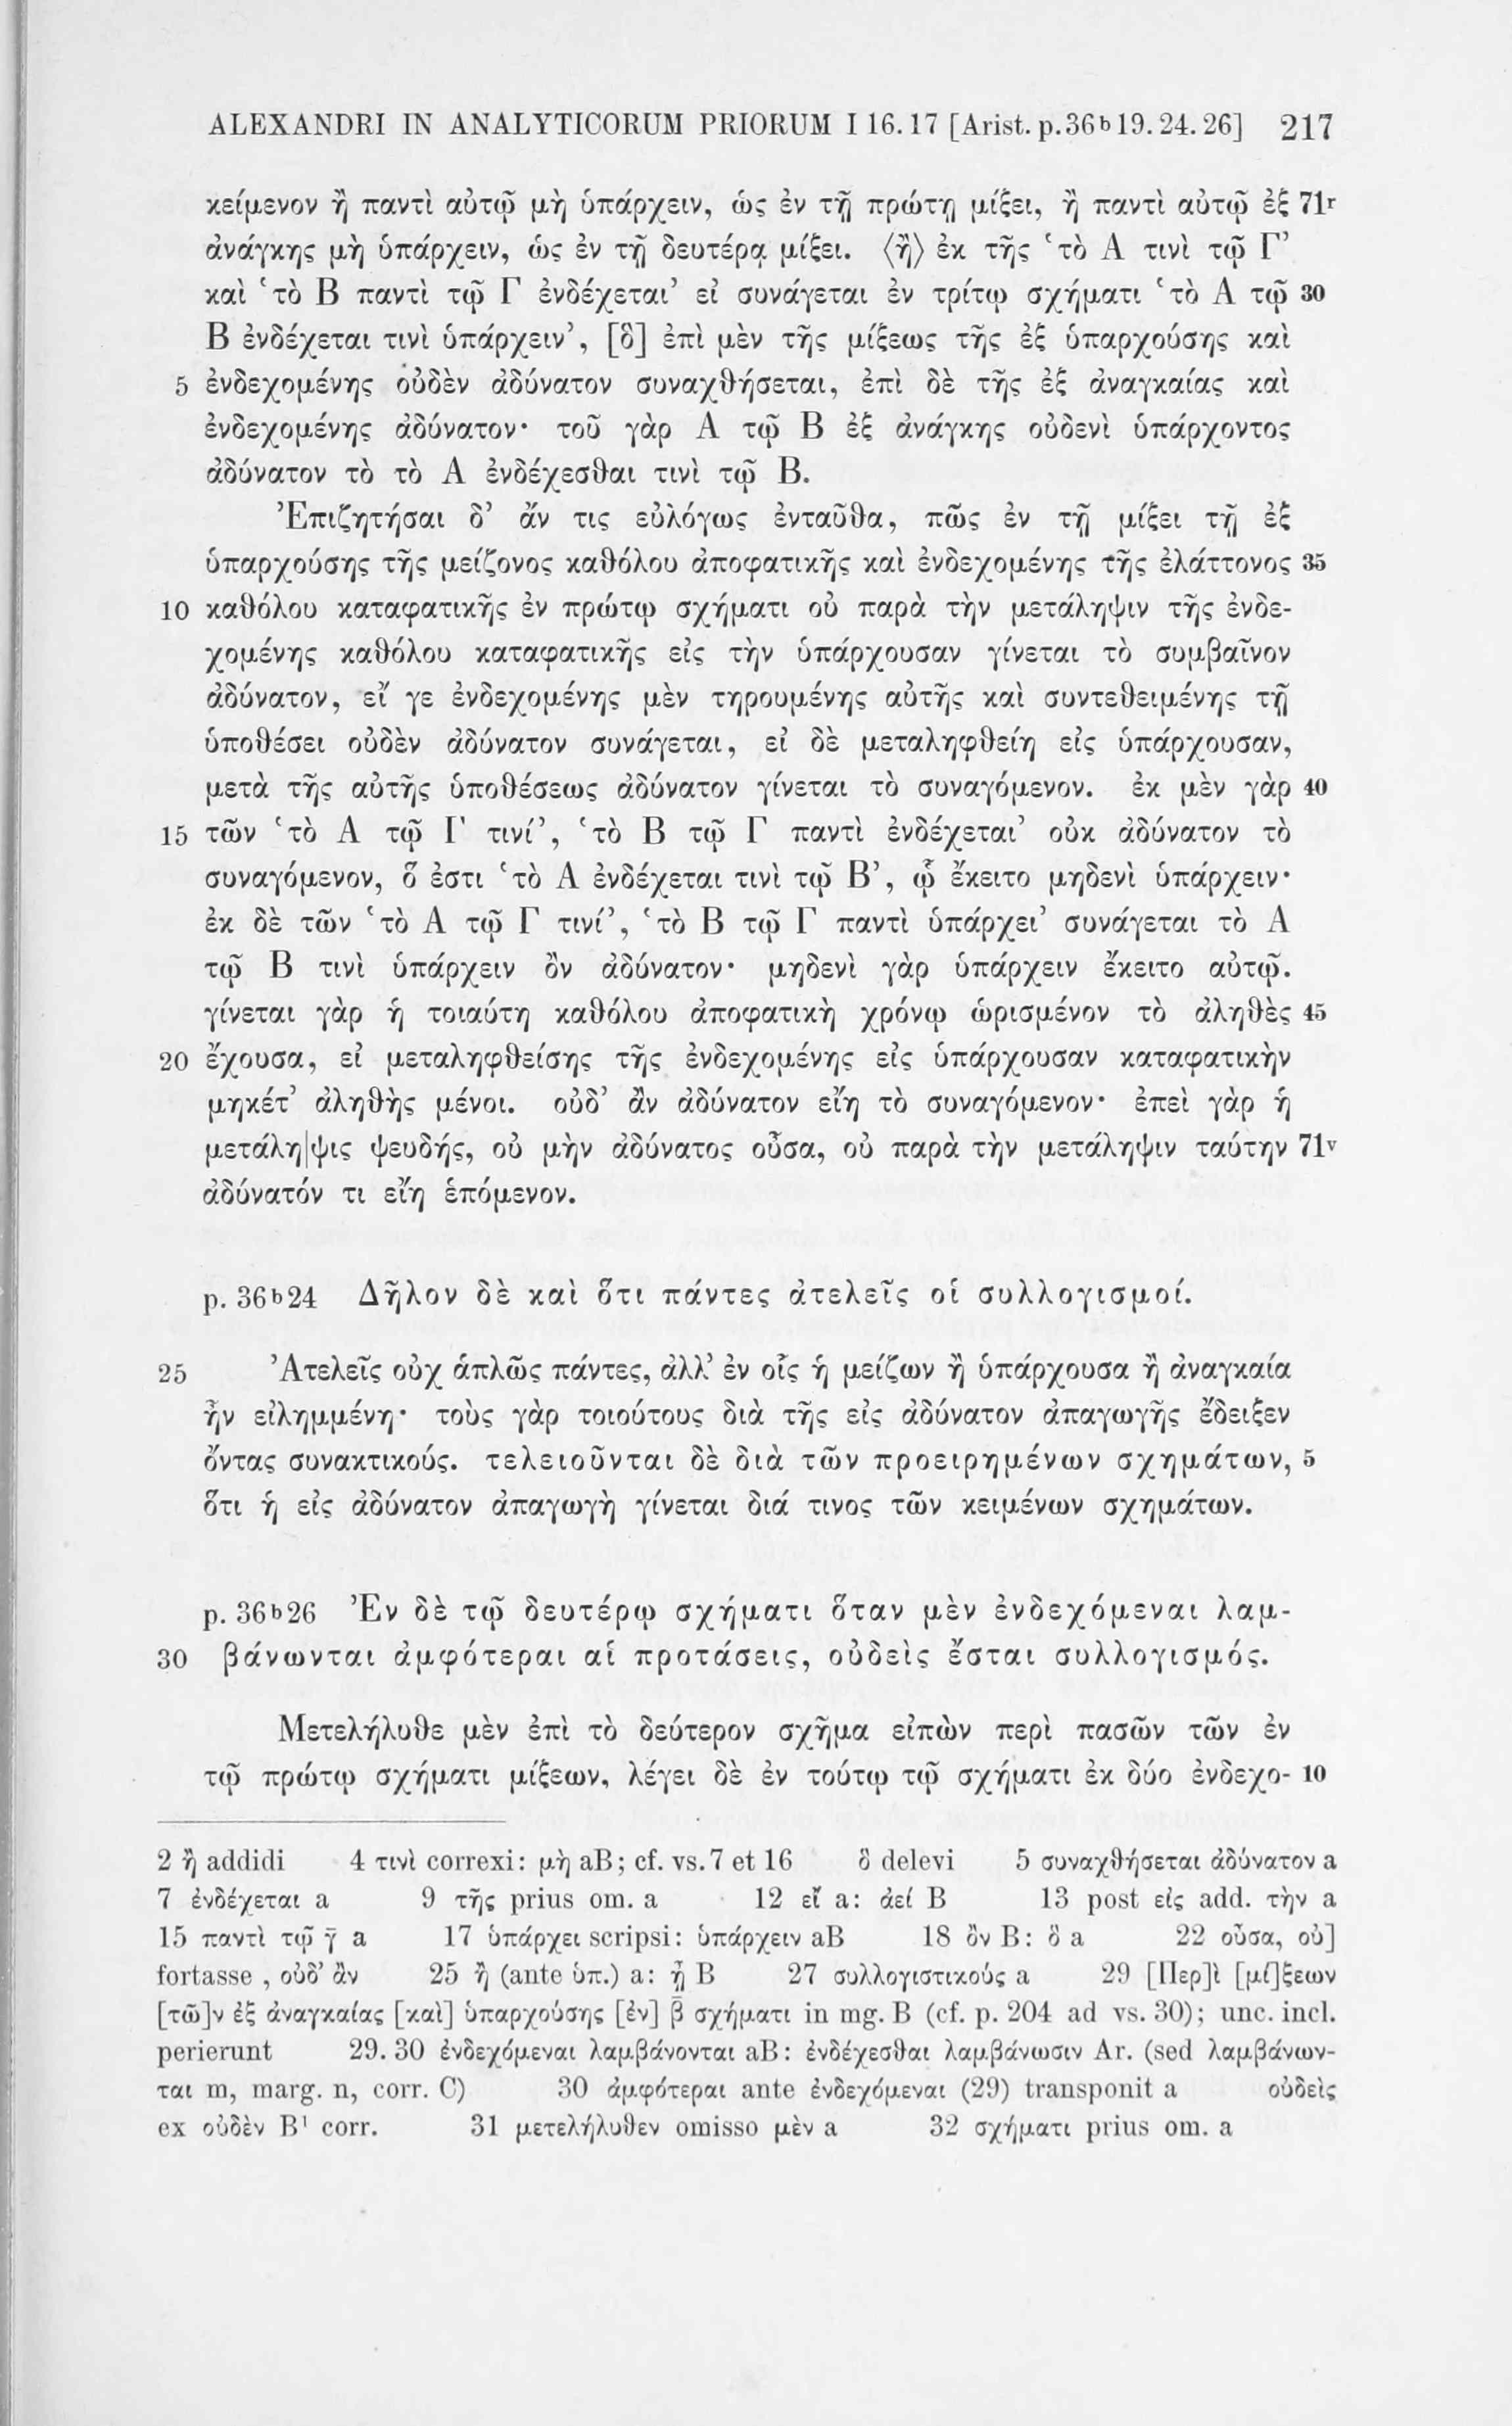 ALEXANDRI IN ANALYTICORUM PRIORUM I 16. 17 [Arist. p. 36b19. 24. 26] 217
κείμενον ἢ παντὶ αὐτῷ μὴ ὑπάρχειν, ὡς ἐν τῇ πρώτῃ μίξει, ἢ παντὶ αὐτῷ ἐξ 71r
ἀνάγκης μὴ ὑπάρχειν, ὡς ἐν τῇ δευτέρᾳ μίξει. ⟨ἢ⟩ ἐκ τῆς ‘τὸ Α τινὶ τῷ Γ’
καὶ ‘τὸ Β παντὶ τῷ Γ ἐνδέχεται’ εἰ συνάγεται ἐν τρίτῳ σχήματι ‘τὸ Α τῷ 30
Β ἐνδέχεται τινὶ ὑπάρχειν’, [ὃ] ἐπὶ μὲν τῆς μίξεως τῆς ἐξ ὑπαρχούσης καὶ
5 ἐνδεχομένης οὐδὲν ἀδύνατον συναχθήσεται, ἐπὶ δὲ τῆς ἐξ ἀναγκαίας καὶ
ἐνδεχομένης ἀδύνατον· τοῦ γὰρ Α τῷ Β ἐξ ἀνάγκης οὐδενὶ ὑπάρχοντος
ἀδύνατον τὸ τὸ Α ἐνδέχεσθαι τινὶ τῷ Β.
Ἐπιζητήσαι δ’ ἄν τις εὐλόγως ἐνταῦθα, πῶς ἐν τῇ μίξει τῇ ἐξ
ὑπαρχούσης τῆς μείζονος καθόλου ἀποφατικῆς καὶ ἐνδεχομένης τῆς ἐλάττονος 35
10 καθόλου καταφατικῆς ἐν πρώτῳ σχήματι οὐ παρὰ τὴν μετάληψιν τῆς ἐνδε-
χομένης καθόλου καταφατικῆς εἰς τὴν ὑπάρχουσαν γίνεται τὸ συμβαῖνον
ἀδύνατον, εἴ γε ἐνδεχομένης μὲν τηρουμένης αὐτῆς καὶ συντεθειμένης τῇ
ὑποθέσει οὐδὲν ἀδύνατον συνάγεται, εἰ δὲ μεταληφθείη εἰς ὑπάρχουσαν,
μετὰ τῆς αὐτῆς ὑποθέσεως ἀδύνατον γίνεται τὸ συναγόμενον. ἐκ μὲν γὰρ 40
15 τῶν ‘τὸ Α τῷ Γ τινί’, ‘τὸ Β τῷ Γ παντὶ ἐνδέχεται’ οὐκ ἀδύνατον τὸ
συναγόμενον, ὅ ἐστι ‘τὸ Α ἐνδέχεται τινὶ τῷ Β’, ᾧ ἔκειτο μηδενὶ ὑπάρχειν·
ἐκ δὲ τῶν ‘τὸ Α τῷ Γ τινί’, ‘τὸ Β τῷ Γ παντὶ ὑπάρχει’ συνάγεται τὸ Α
τῷ Β τινὶ ὑπάρχειν ὂν ἀδύνατον· μηδενὶ γὰρ ὑπάρχειν ἔκειτο αὐτῷ.
γίνεται γὰρ ἡ τοιαύτη καθόλου ἀποφατικὴ χρόνῳ ὡρισμένον τὸ ἀληθὲς 45
20 ἔχουσα, εἰ μεταληφθείσης τῆς ἐνδεχομένης εἰς ὑπάρχουσαν καταφατικὴν
μηκέτ’ ἀληθὴς μένοι. οὐδ’ ἂν ἀδύνατον εἴη τὸ συναγόμενον· ἐπεὶ γὰρ ἡ
μετάλη|ψις ψευδής, οὐ μὴν ἀδύνατος οὖσα, οὐ παρὰ τὴν μετάληψιν ταύτην 71v
ἀδύνατόν τι εἴη ἑπόμενον.
p. 36b24 Δῆλον δὲ καὶ ὅτι πάντες ἀτελεῖς οἱ συλλογισμοί.
25 Ἀτελεῖς οὐχ ἁπλῶς πάντες, ἀλλ’ ἐν οἷς ἡ μείζων ἢ ὑπάρχουσα ἢ ἀναγκαία
ἦν εἰλημμένη· τοὺς γὰρ τοιούτους διὰ τῆς εἰς ἀδύνατον ἀπαγωγῆς ἔδειξεν
ὄντας συνακτικούς. τελειοῦνται δὲ διὰ τῶν προειρημένων σχημάτων, 5
ὅτι ἡ εἰς ἀδύνατον ἀπαγωγὴ γίνεται διά τινος τῶν κειμένων σχημάτων.
p. 36b26 Ἐν δὲ τῷ δευτέρῳ σχήματι ὅταν μὲν ἐνδεχόμεναι λαμ-
30 βάνωνται ἀμφότεραι αἱ προτάσεις, οὐδεὶς ἔσται συλλογισμός.
Μετελήλυθε μὲν ἐπὶ τὸ δεύτερον σχῆμα εἰπὼν περὶ πασῶν τῶν ἐν
τῷ πρώτῳ σχήματι μίξεων, λέγει δὲ ἐν τούτῳ τῷ σχήματι ἐκ δύο ἐνδεχο- 10
2 ἢ addidi 4 τινὶ correxi: μὴ aB; cf. vs. 7 et 16 ὃ delevi 5 συναχθήσεται ἀδύνατον a
7 ἐνδέχεται a 9 τῆς prius om. a 12 εἴ a: ἀεί B 13 post εἰς add. τὴν a
15 παντὶ τῷ γ̄ a 17 ὑπάρχει scripsi: ὑπάρχειν aB 18 ὂν B: ὃ a 22 οὖσα, οὐ]
fortasse , οὐδ’ ἂν 25 ἢ (ante ὑπ.) a: ᾖ B 27 συλλογιστικούς a 29 [Περ]ὶ [μί]ξεων
[τῶ]ν ἐξ ἀναγκαίας [καὶ] ὑπαρχούσης [ἐν] β̄ σχήματι in mg. B (cf. p. 204 ad vs. 30); unc. incl.
perierunt 29. 30 ἐνδεχόμεναι λαμβάνονται aB: ἐνδέχεσθαι λαμβάνωσιν Ar. (sed λαμβάνων-
ται m, marg. n, corr. C) 30 ἀμφότεραι ante ἐνδεχόμεναι (29) transponit a οὐδεὶς
ex οὐδὲν B¹ corr. 31 μετελήλυθεν omisso μὲν a 32 σχήματι prius om. a